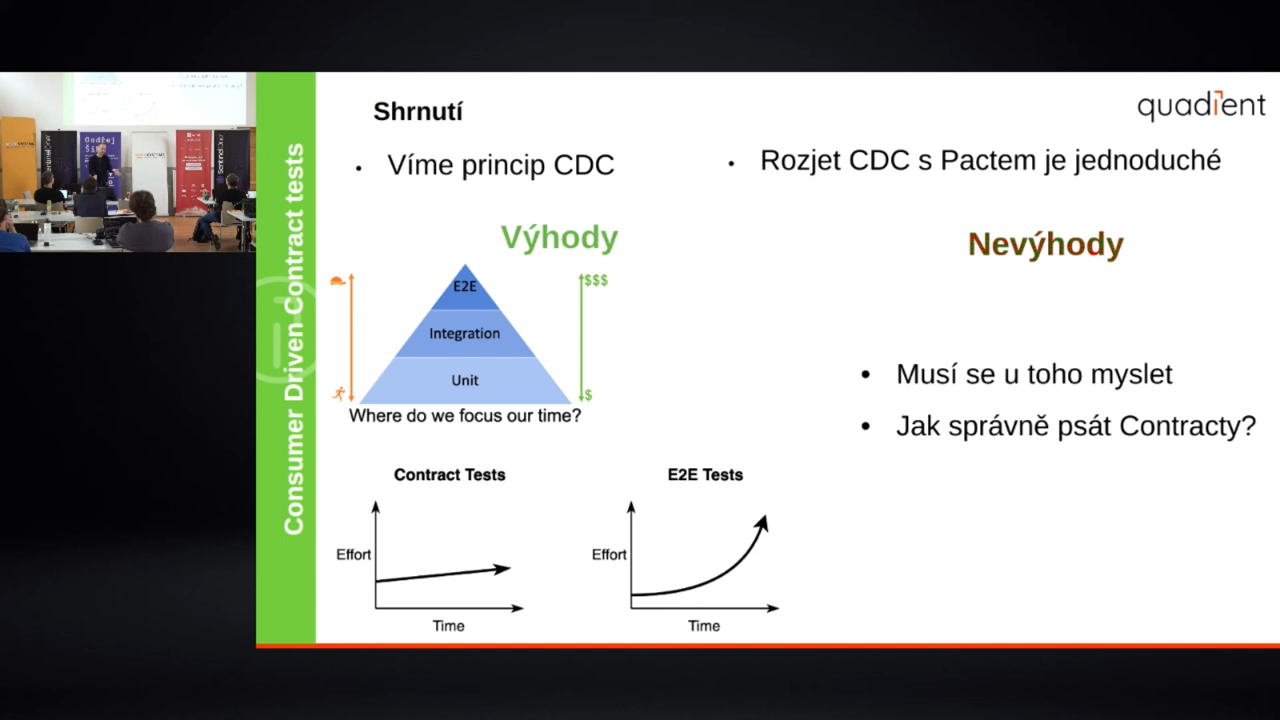 Consumer Driven Contract tests
Shrnutí
quadient
• Víme princip CDC
• Rozjet CDC s Pactem je jednoduché
Výhody
Nevýhody
E2E
Integration
Unit
$$$
$
Where do we focus our time?
• Musí se u toho myslet
• Jak správně psát Contracty?
Contract Tests
Effort
Time
E2E Tests
Effort
Time
Ondřej
SentinelOne